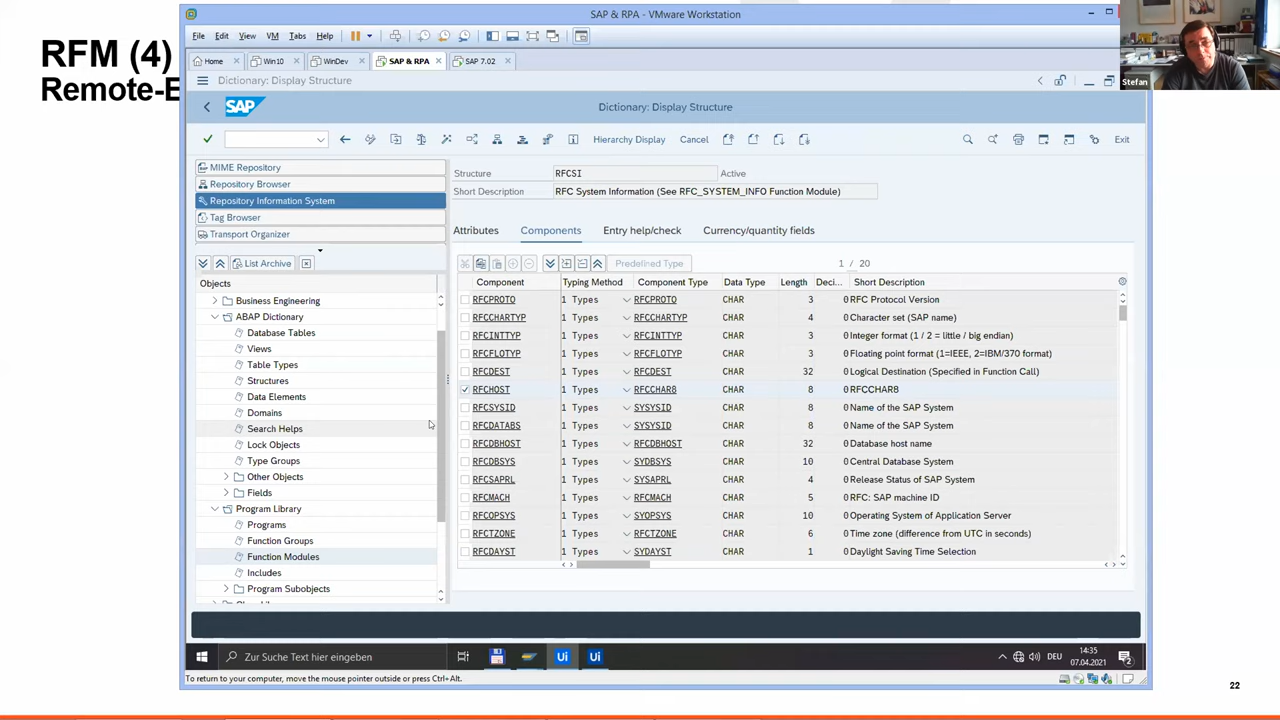 RFM (4)
Remote-E
SAP & RPA - VMware Workstation
File Edit View VM Tabs Help
Home Win10 WinDev SAP & RPA SAP 7.02
Dictionary: Display Structure
SAP Dictionary: Display Structure
Hierarchy Display Cancel Exit
Stefan
MIME Repository
Repository Browser
Repository Information System
Tag Browser
Transport Organizer
List Archive
Objects
Business Engineering
ABAP Dictionary
Database Tables
Views
Table Types
Structures
Data Elements
Domains
Search Helps
Lock Objects
Type Groups
Other Objects
Fields
Program Library
Programs
Function Groups
Function Modules
Includes
Program Subobjects
Structure RFCSI Active
Short Description RFC System Information (See RFC_SYSTEM_INFO Function Module)
Attributes Components Entry help/check Currency/quantity fields
Predefined Type 1 / 20
Component Typing Method Component Type Data Type Length Deci... Short Description
RFCPROTO 1 Types RFCPROTO CHAR 3 0 RFC Protocol Version
RFCCHARTYP 1 Types RFCCHARTYP CHAR 4 0 Character set (SAP name)
RFCINTTYP 1 Types RFCINTTYP CHAR 3 0 Integer format (1 / 2 = little / big endian)
RFCFLOTYP 1 Types RFCFLOTYP CHAR 3 0 Floating point format (1=IEEE, 2=IBM/370 format)
RFCDEST 1 Types RFCDEST CHAR 32 0 Logical Destination (Specified in Function Call)
RFCHOST 1 Types RFCCHAR8 CHAR 8 0 RFCCHAR8
RFCSYSID 1 Types SYSYSID CHAR 8 0 Name of the SAP System
RFCDATABS 1 Types SYSYSID CHAR 8 0 Name of the SAP System
RFCDBHOST 1 Types RFCDBHOST CHAR 32 0 Database host name
RFCDBSYS 1 Types SYDBSYS CHAR 10 0 Central Database System
RFCSAPRL 1 Types SYSAPRL CHAR 4 0 Release Status of SAP System
RFCMACH 1 Types RFCMACH CHAR 5 0 RFC: SAP machine ID
RFCOPSYS 1 Types SYOPSYS CHAR 10 0 Operating System of Application Server
RFCTZONE 1 Types RFCTZONE CHAR 6 0 Time zone (difference from UTC in seconds)
RFCDAYST 1 Types SYDAYST CHAR 1 0 Daylight Saving Time Selection
Zur Suche Text hier eingeben Ui Ui DEU 14:35
07.04.2021 2
To return to your computer, move the mouse pointer outside or press Ctrl+Alt.
22